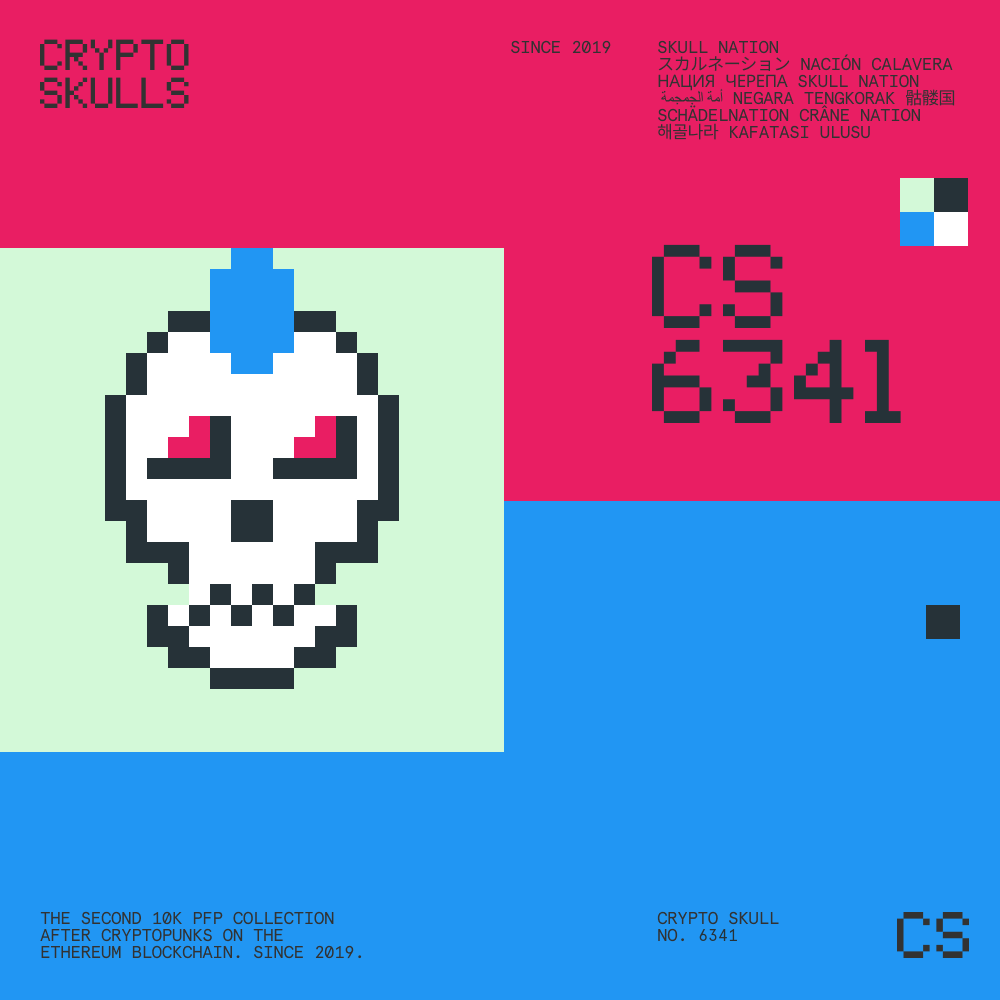 CRYPTO
SKULLS
SINCE 2019
SKULL NATION
スカルネーション NACIÓN CALAVERA
НАЦИЯ ЧЕРЕПА SKULL NATION
أمة الجمجمة NEGARA TENGKORAK 骷髅国
SCHÄDELNATION CRÂNE NATION
해골나라 KAFATASI ULUSU
CS
6341
THE SECOND 10K PFP COLLECTION
AFTER CRYPTOPUNKS ON THE
ETHEREUM BLOCKCHAIN. SINCE 2019.
CRYPTO SKULL
NO. 6341
CS